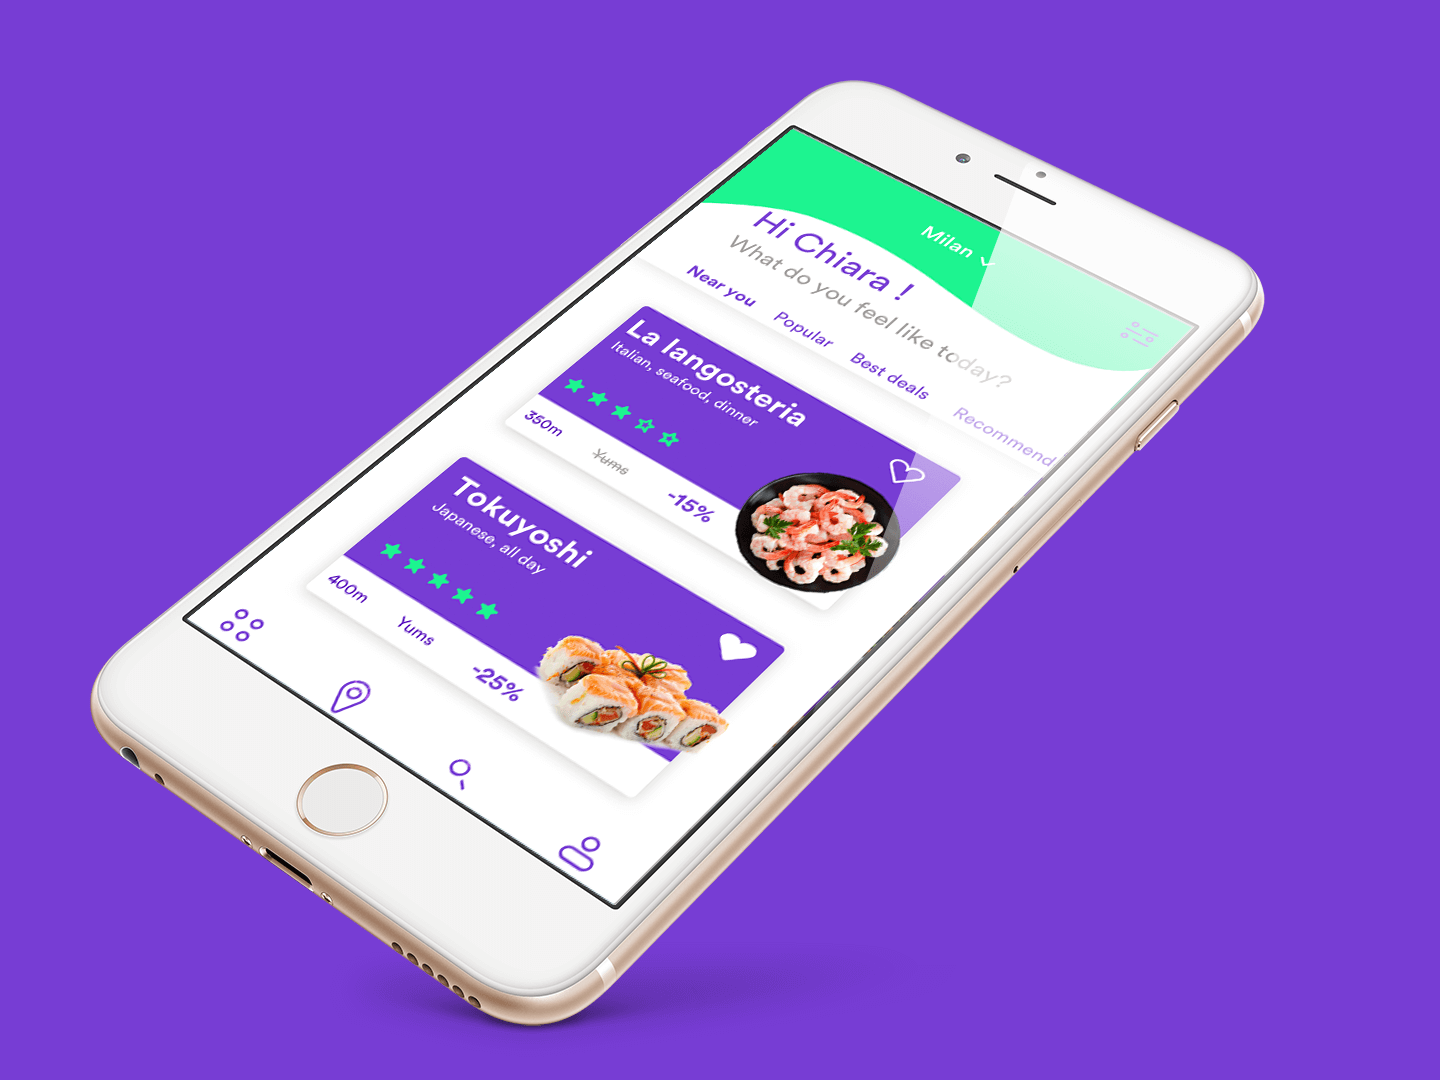 Milan
Hi Chiara !
What do you feel like today?
Near you Popular Best deals Recommend
La langosteria
Italian, seafood, dinner
350m Yums -15%
Tokuyoshi
Japanese, all day
400m Yums -25%